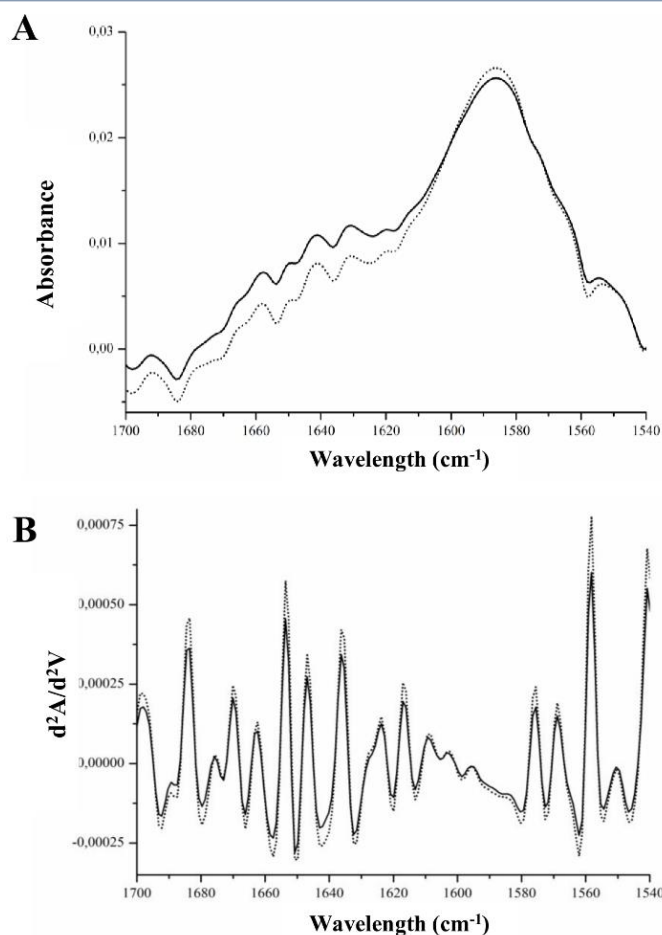 A
0,03
0,02
0,01
0,00
Absorbance
1700 1680 1660 1640 1620 1600 1580 1560 1540
Wavelength (cm-1)
B
0,00075
0,00050
0,00025
0,00000
-0,00025
d²A/d²V
1700 1680 1660 1640 1620 1600 1580 1560 1540
Wavelength (cm-1)